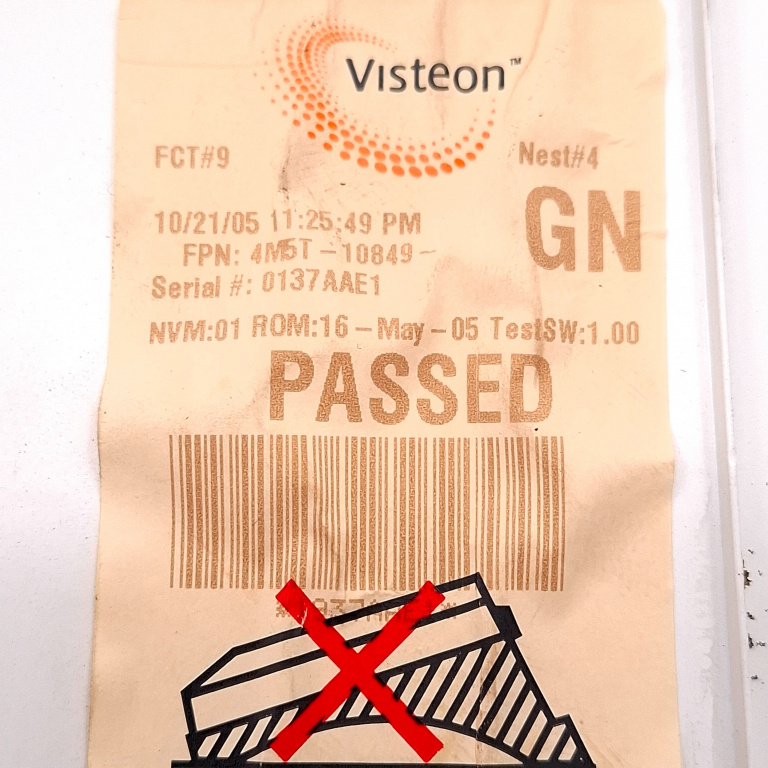 Visteon™
FCT#9 Nest#4
10/21/05 11:25:49 PM GN
FPN: 4M5T-10849-
Serial #: 0137AAE1
NVM:01 ROM:16-May-05 TestSW:1.00
PASSED